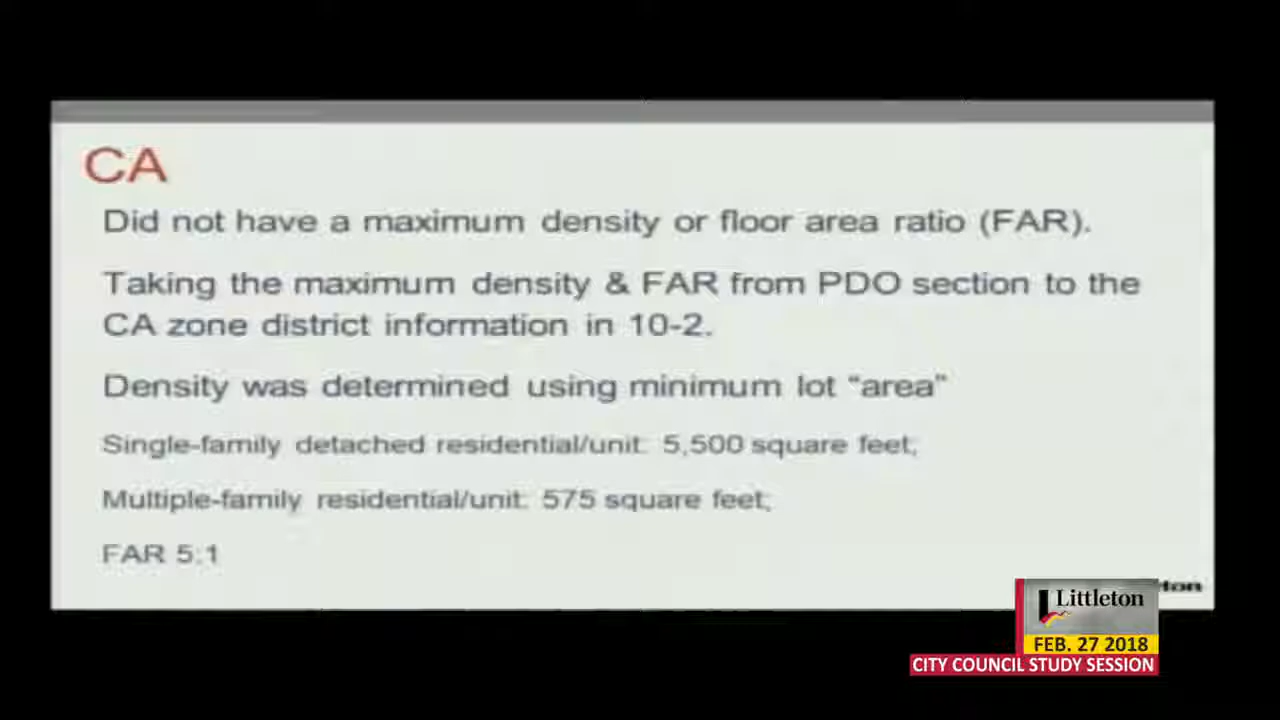 CA
Did not have a maximum density or floor area ratio (FAR).
Taking the maximum density & FAR from PDO section to the
CA zone district information in 10-2.
Density was determined using minimum lot “area”
Single-family detached residential/unit: 5,500 square feet;
Multiple-family residential/unit: 575 square feet;
FAR 5:1
Littleton
FEB. 27 2018
CITY COUNCIL STUDY SESSION